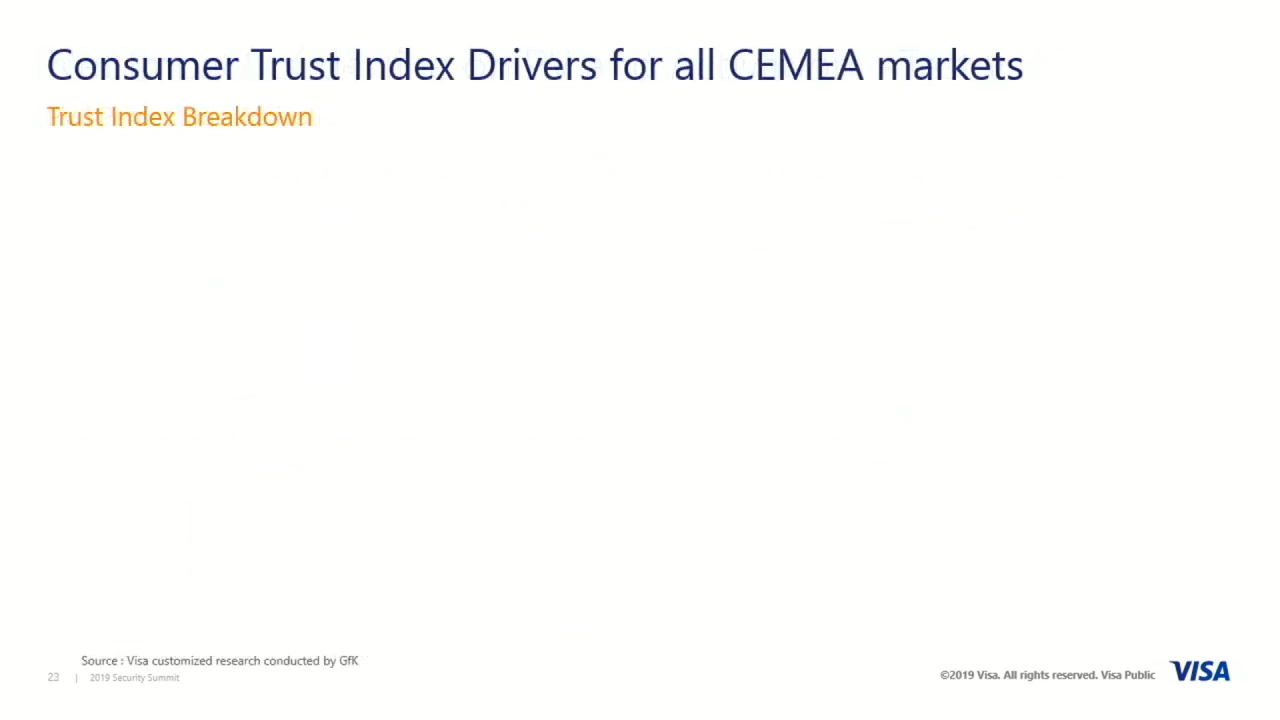 Consumer Trust Index Drivers for all CEMEA markets
Trust Index Breakdown
Source : Visa customized research conducted by GfK
23 | 2019 Security Summit
©2019 Visa. All rights reserved. Visa Public
VISA